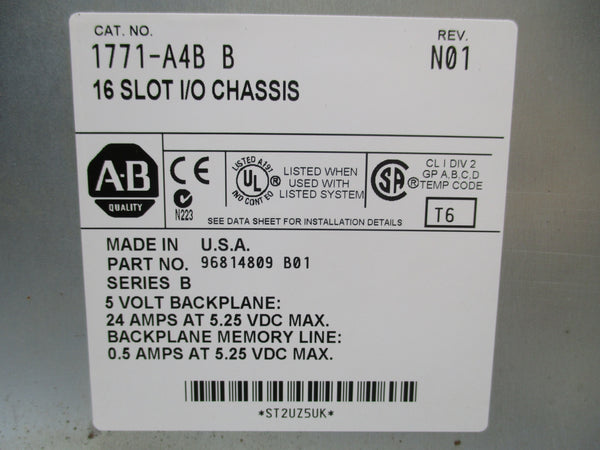 CAT. NO. REV.
1771-A4B B N01
16 SLOT I/O CHASSIS
A-B
QUALITY
CE
N223
LISTED A191
UL
IND CONT EQ
®
LISTED WHEN
USED WITH
LISTED SYSTEM
SA
®
CL I DIV 2
GP A,B,C,D
TEMP CODE
T6
SEE DATA SHEET FOR INSTALLATION DETAILS
MADE IN U.S.A.
PART NO. 96814809 B01
SERIES B
5 VOLT BACKPLANE:
24 AMPS AT 5.25 VDC MAX.
BACKPLANE MEMORY LINE:
0.5 AMPS AT 5.25 VDC MAX.
*ST2UZ5UK*